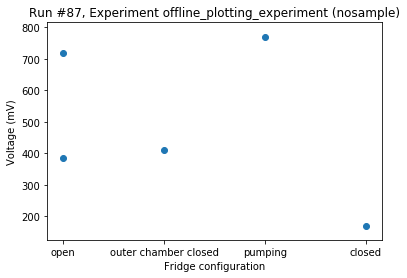 Run #87, Experiment offline_plotting_experiment (nosample)
800
700
600
500
400
300
200
Voltage (mV)
open outer chamber closed pumping closed
Fridge configuration